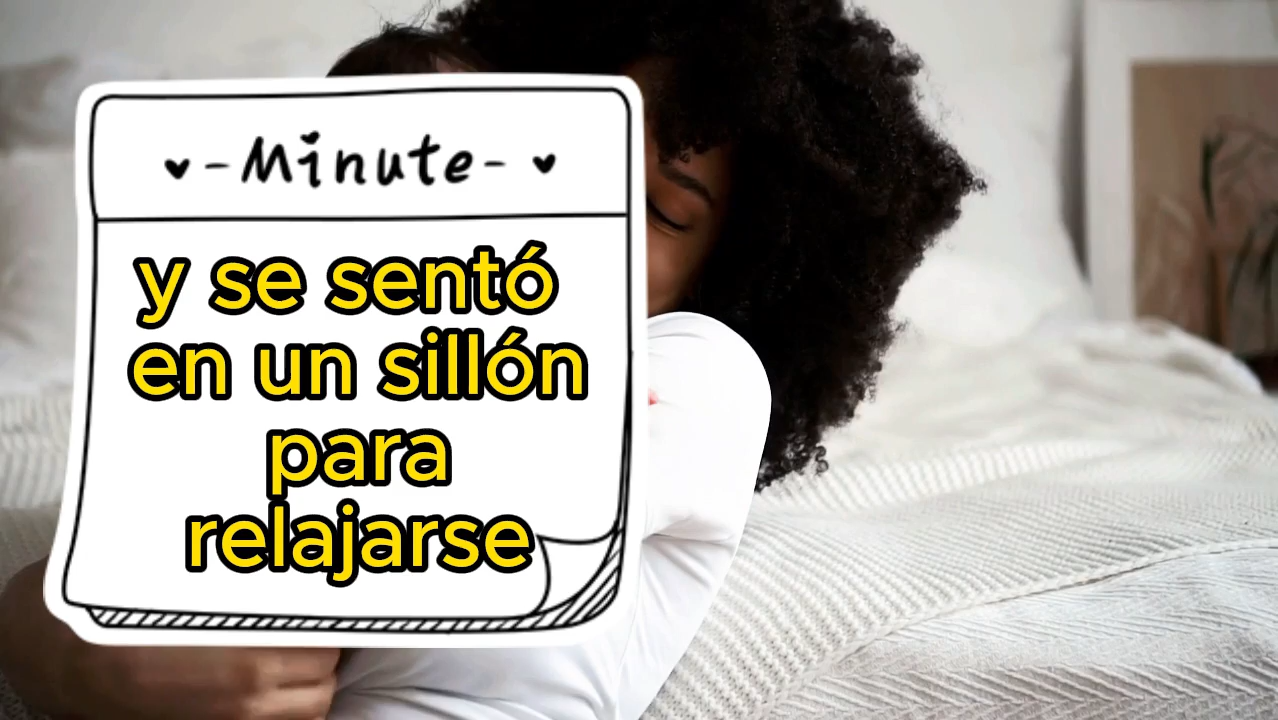 -Minute-
y se sentó
en un sillón
para
relajarse